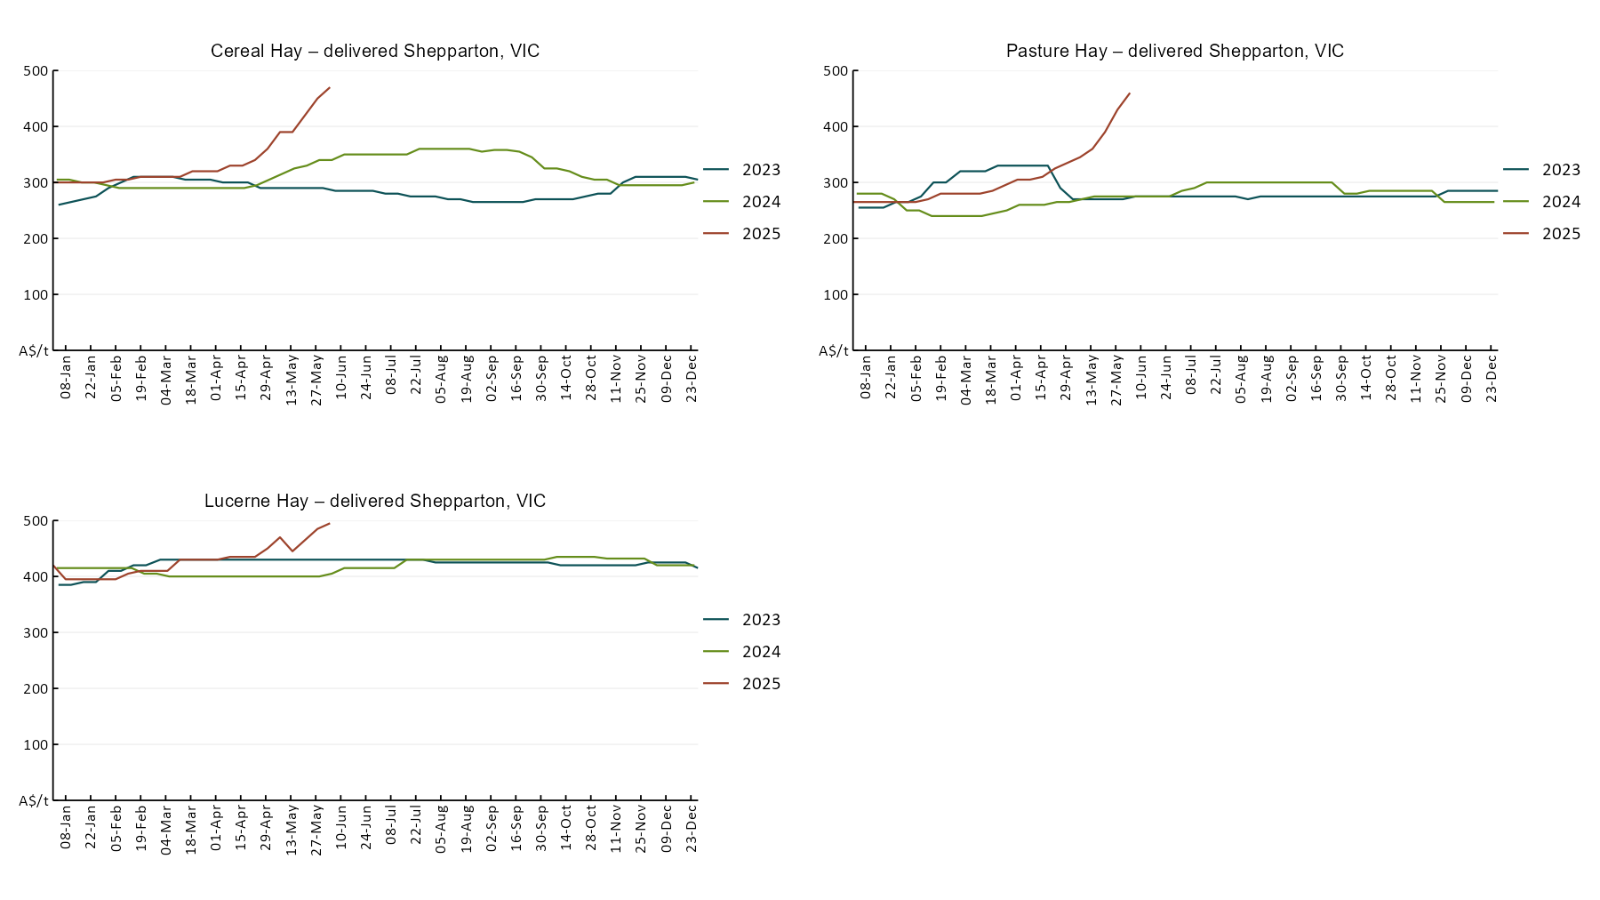 Cereal Hay – delivered Shepparton, VIC
500
400
300
200
100
A$/t
08-Jan
22-Jan
05-Feb
19-Feb
04-Mar
18-Mar
01-Apr
15-Apr
29-Apr
13-May
27-May
10-Jun
24-Jun
08-Jul
22-Jul
05-Aug
19-Aug
02-Sep
16-Sep
30-Sep
14-Oct
28-Oct
11-Nov
25-Nov
09-Dec
23-Dec
2023
2024
2025
Pasture Hay – delivered Shepparton, VIC
500
400
300
200
100
A$/t
08-Jan
22-Jan
05-Feb
19-Feb
04-Mar
18-Mar
01-Apr
15-Apr
29-Apr
13-May
27-May
10-Jun
24-Jun
08-Jul
22-Jul
05-Aug
19-Aug
02-Sep
16-Sep
30-Sep
14-Oct
28-Oct
11-Nov
25-Nov
09-Dec
23-Dec
2023
2024
2025
Lucerne Hay – delivered Shepparton, VIC
500
400
300
200
100
A$/t
08-Jan
22-Jan
05-Feb
19-Feb
04-Mar
18-Mar
01-Apr
15-Apr
29-Apr
13-May
27-May
10-Jun
24-Jun
08-Jul
22-Jul
05-Aug
19-Aug
02-Sep
16-Sep
30-Sep
14-Oct
28-Oct
11-Nov
25-Nov
09-Dec
23-Dec
2023
2024
2025